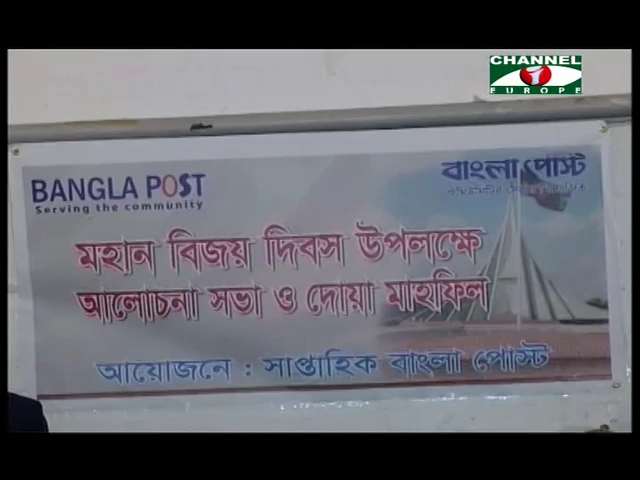 CHANNEL i
EUROPE
BANGLA POST
Serving the community
বাংলা পোস্ট
মহান বিজয় দিবস উপলক্ষে
আলোচনা সভা ও দোয়া মাহফিল
আয়োজনে : সাপ্তাহিক বাংলা পোস্ট